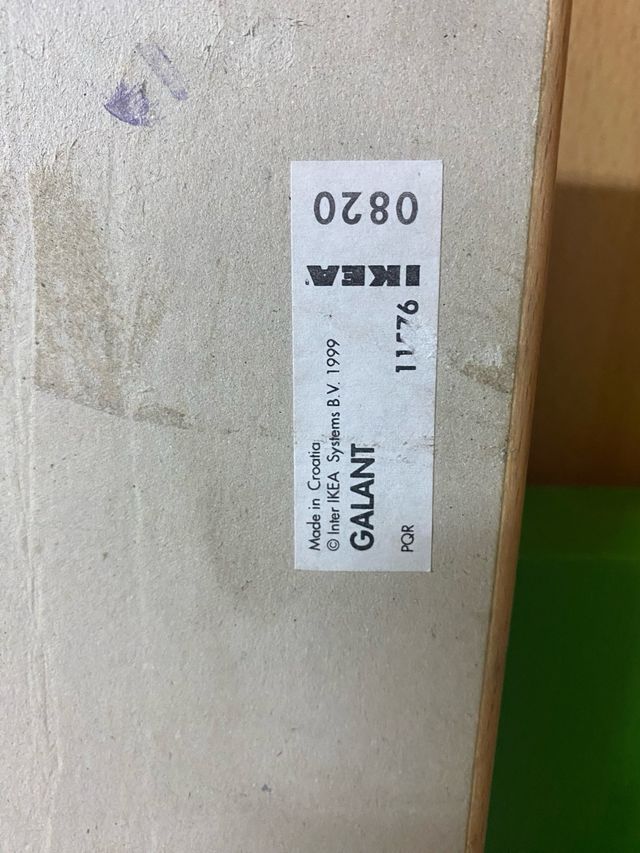 Made in Croatia
© Inter IKEA Systems B.V. 1999
GALANT
PQR
IKEA®
0820